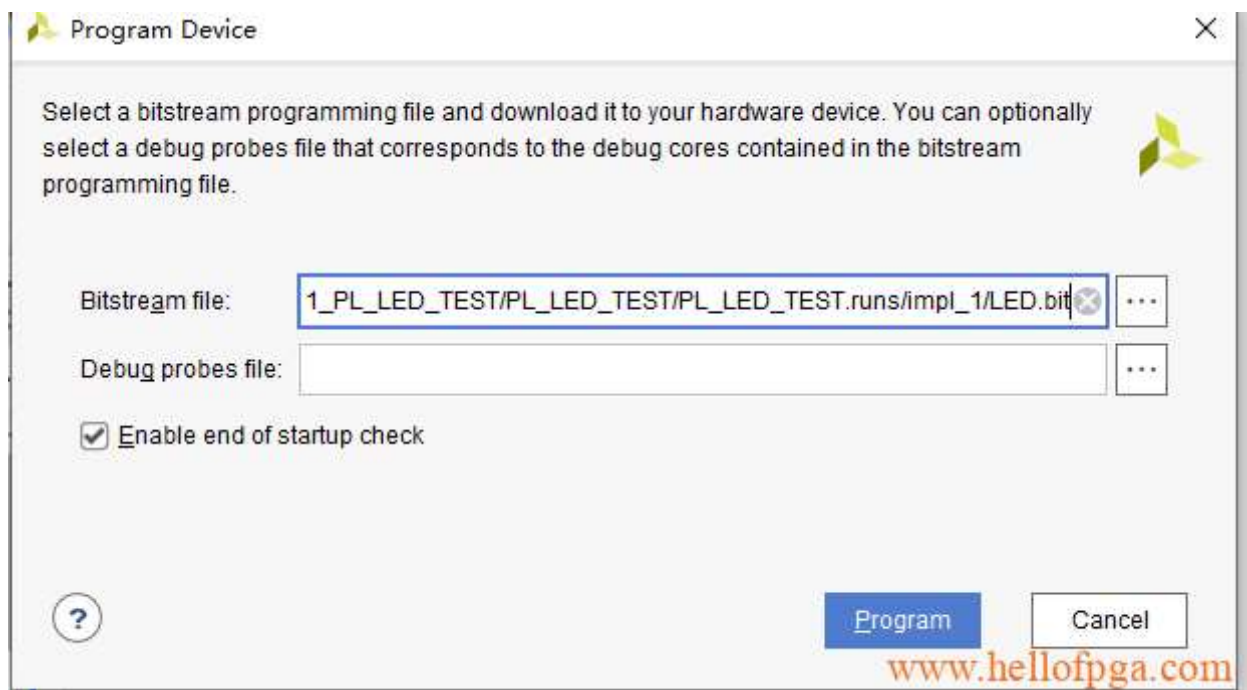 Program Device
Select a bitstream programming file and download it to your hardware device. You can optionally
select a debug probes file that corresponds to the debug cores contained in the bitstream
programming file.
Bitstream file: 1_PL_LED_TEST/PL_LED_TEST/PL_LED_TEST.runs/impl_1/LED.bit ...
Debug probes file: ...
Enable end of startup check
? Program Cancel
www.hellofpga.com